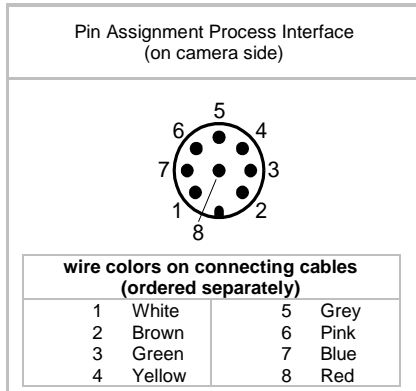 Pin Assignment Process Interface
(on camera side)
5
6 4
7 3
1 2
8
wire colors on connecting cables
(ordered separately)
1 White 5 Grey
2 Brown 6 Pink
3 Green 7 Blue
4 Yellow 8 Red